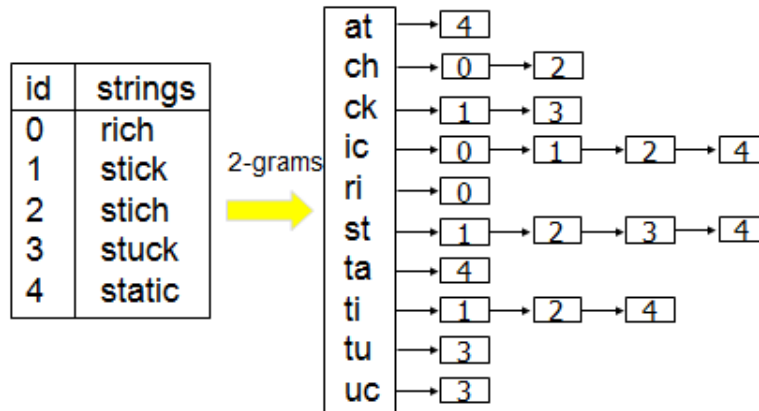 id strings
0 rich
1 stick
2 stich
3 stuck
4 static
2-grams
at 4
ch 0 2
ck 1 3
ic 0 1 2 4
ri 0
st 1 2 3 4
ta 4
ti 1 2 4
tu 3
uc 3